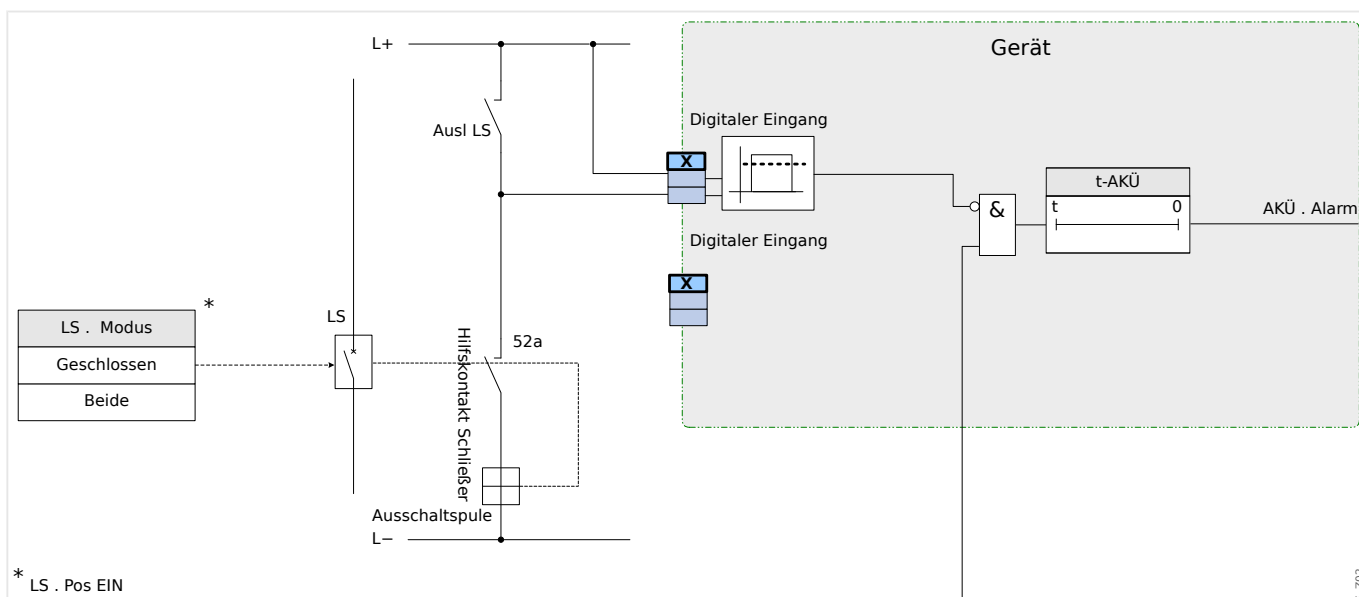 L+
Gerät
Digitaler Eingang
Ausl LS
X
t-AKÜ
t 0
&
AKÜ . Alarm
Digitaler Eingang
X
*
LS . Modus
LS
Geschlossen
Beide
52a
Hilfskontakt Schließer
Ausschaltspule
L−
* LS . Pos EIN